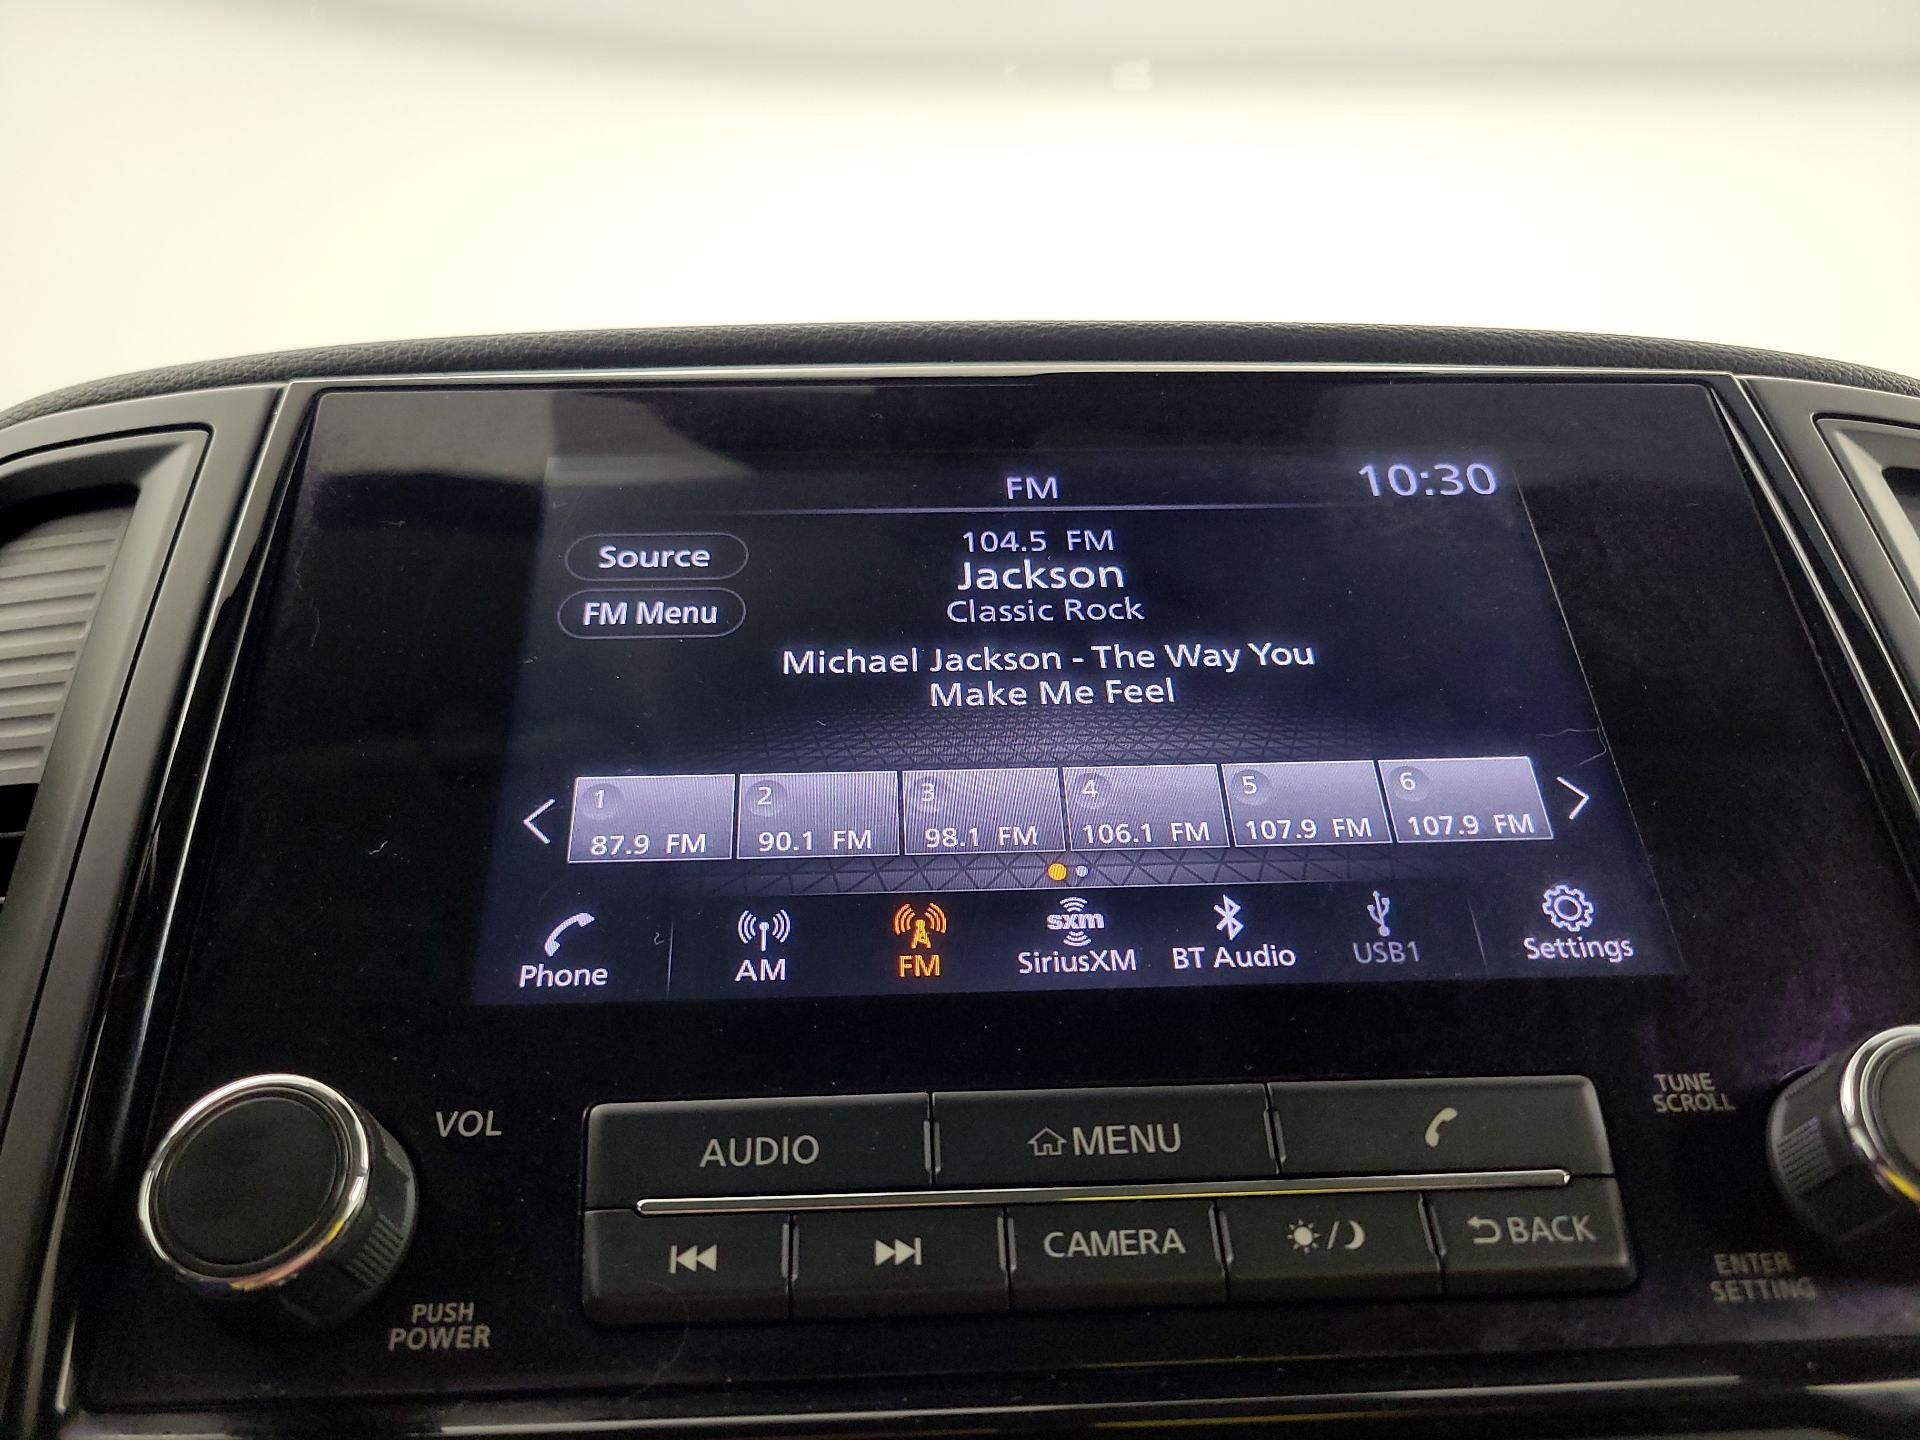 FM
10:30
Source
104.5 FM
Jackson
FM Menu
Classic Rock
Michael Jackson - The Way You
Make Me Feel
1
87.9 FM
2
90.1 FM
3
98.1 FM
4
106.1 FM
5
107.9 FM
6
107.9 FM
Phone
AM
FM
sxm
SiriusXM
BT Audio
USB1
Settings
VOL
PUSH
POWER
AUDIO
MENU
CAMERA
BACK
TUNE
SCROLL
ENTER
SETTING